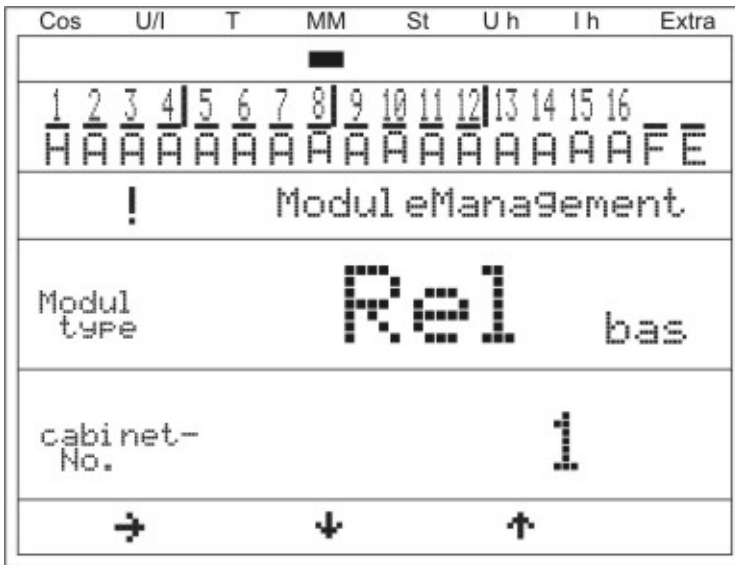 Cos U/I T MM St U h I h Extra
1 2 3 4 5 6 7 8 9 10 11 12 13 14 15 16
H A A A A A A A A A A A A A A A F E
! ModuleManagement
Modul
type
Rel bas
cabinet-
No.
1
→ ↓ ↑